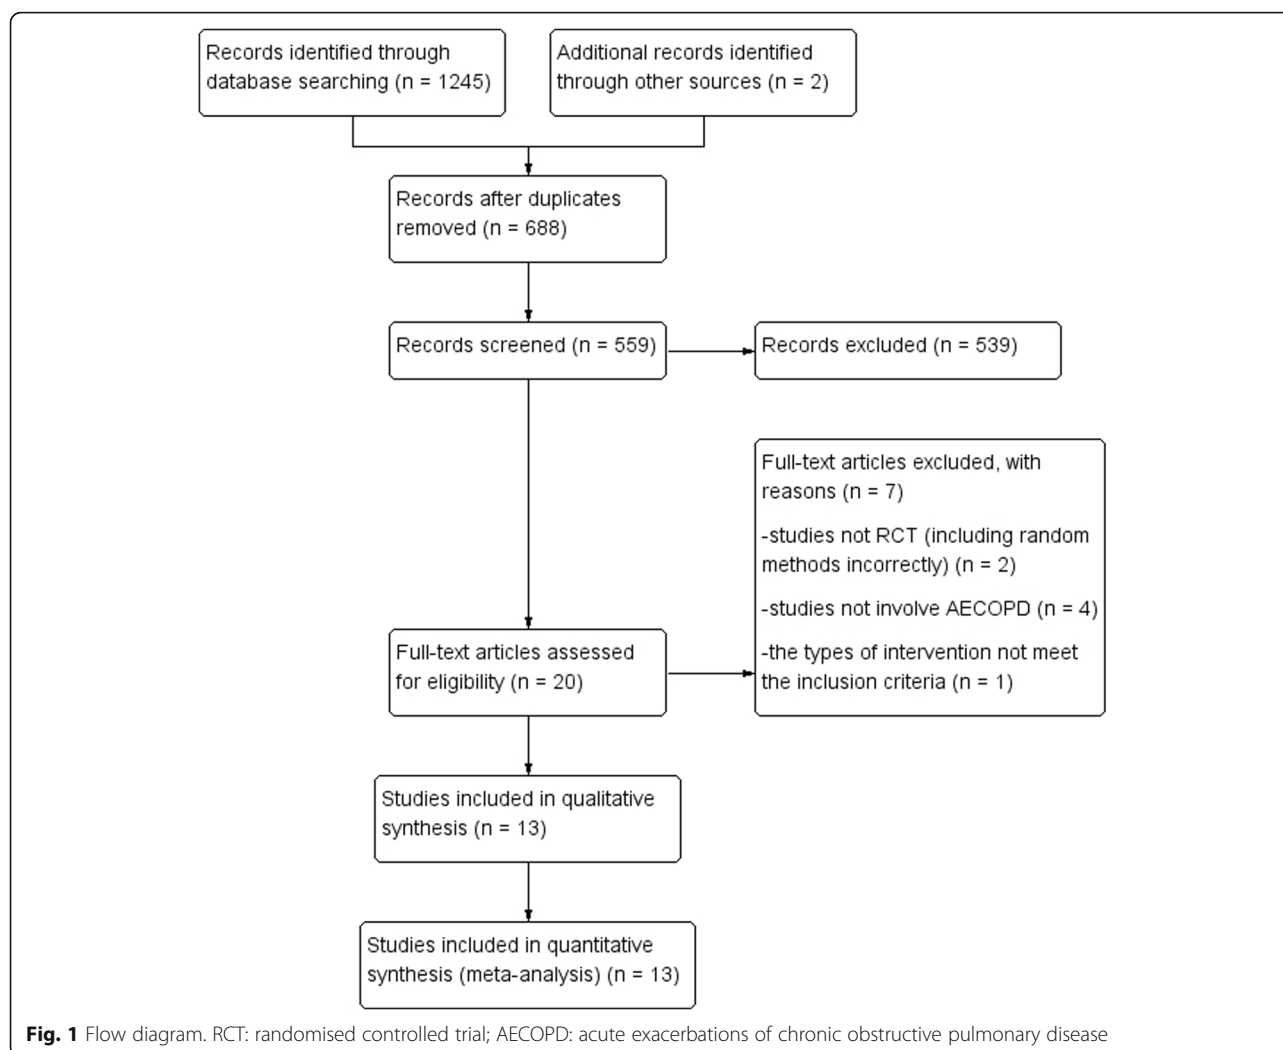 Records identified through
database searching (n = 1245)
Additional records identified
through other sources (n = 2)
Records after duplicates
removed (n = 688)
Records screened (n = 559)
Records excluded (n = 539)
Full-text articles excluded, with
reasons (n = 7)
-studies not RCT (including random
methods incorrectly) (n = 2)
-studies not involve AECOPD (n = 4)
-the types of intervention not meet
the inclusion criteria (n = 1)
Full-text articles assessed
for eligibility (n = 20)
Studies included in qualitative
synthesis (n = 13)
Studies included in quantitative
synthesis (meta-analysis) (n = 13)
Fig. 1 Flow diagram. RCT: randomised controlled trial; AECOPD: acute exacerbations of chronic obstructive pulmonary disease